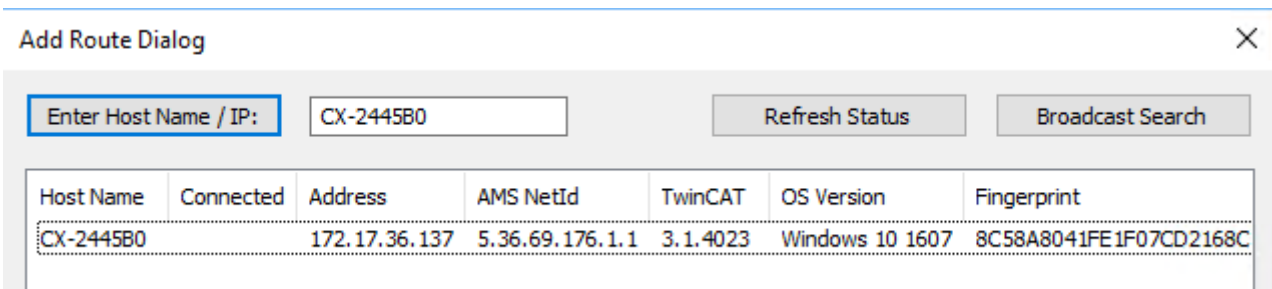 Add Route Dialog
Enter Host Name / IP: CX-2445B0 Refresh Status Broadcast Search
Host Name Connected Address AMS NetId TwinCAT OS Version Fingerprint
CX-2445B0 172.17.36.137 5.36.69.176.1.1 3.1.4023 Windows 10 1607 8C58A8041FE1F07CD2168C